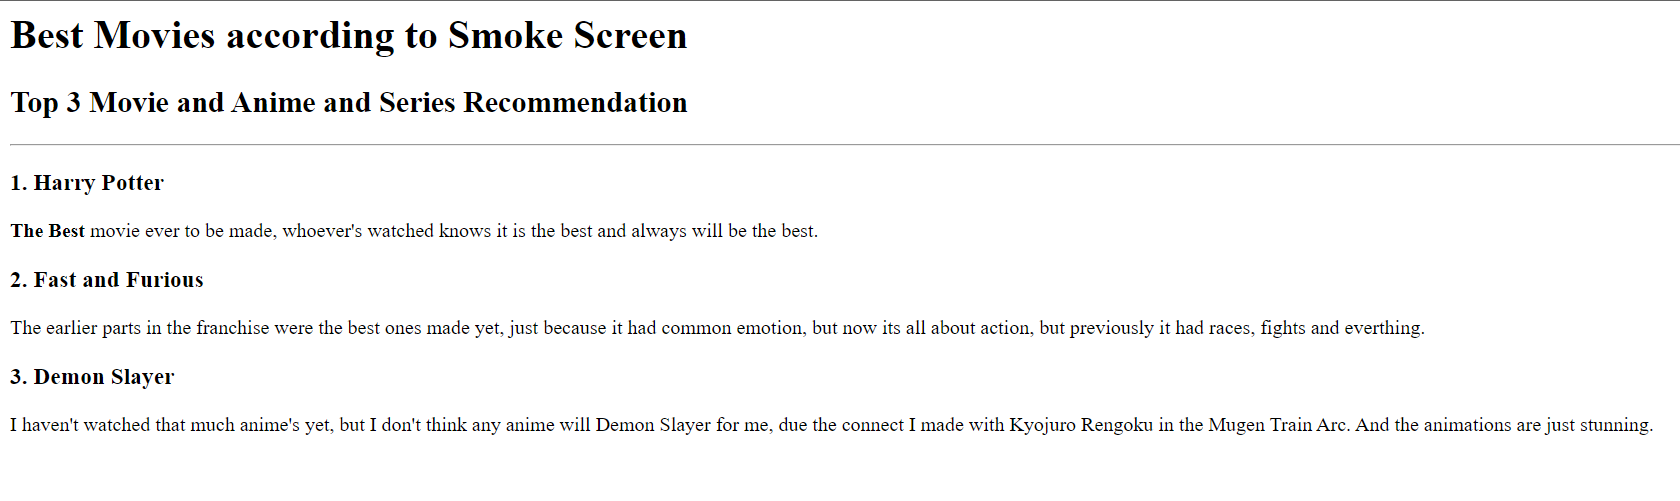 Best Movies according to Smoke Screen
Top 3 Movie and Anime and Series Recommendation
1. Harry Potter
The Best movie ever to be made, whoever's watched knows it is the best and always will be the best.
2. Fast and Furious
The earlier parts in the franchise were the best ones made yet, just because it had common emotion, but now its all about action, but previously it had races, fights and everthing.
3. Demon Slayer
I haven't watched that much anime's yet, but I don't think any anime will Demon Slayer for me, due the connect I made with Kyojuro Rengoku in the Mugen Train Arc. And the animations are just stunning.